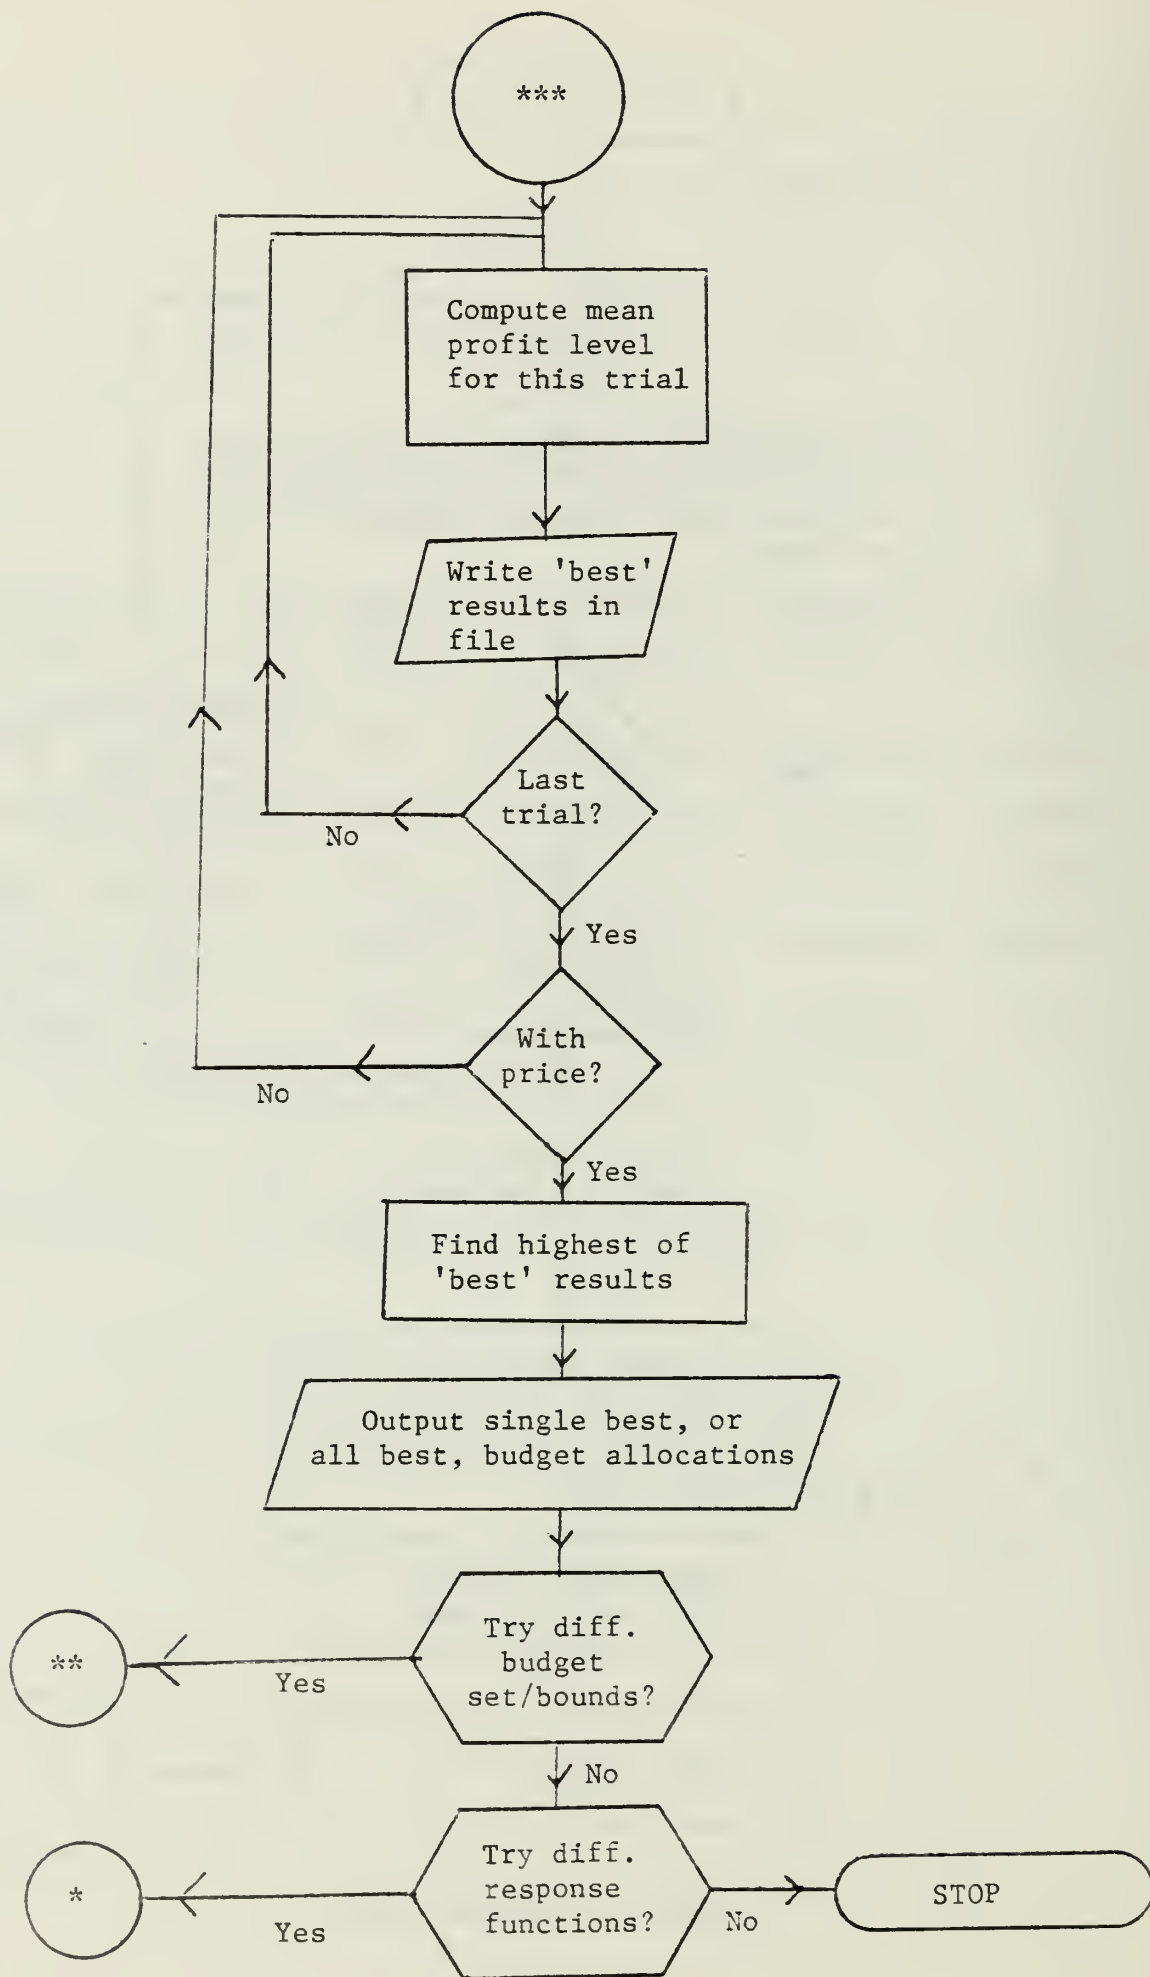 ***
Compute mean
profit level
for this trial
Write 'best'
results in
file
Last
trial?
No
Yes
With
price?
No
Yes
Find highest of
'best' results
Output single best, or
all best, budget allocations
Try diff.
budget
set/bounds?
**
Yes
No
Try diff.
response
functions?
*
Yes
No
STOP